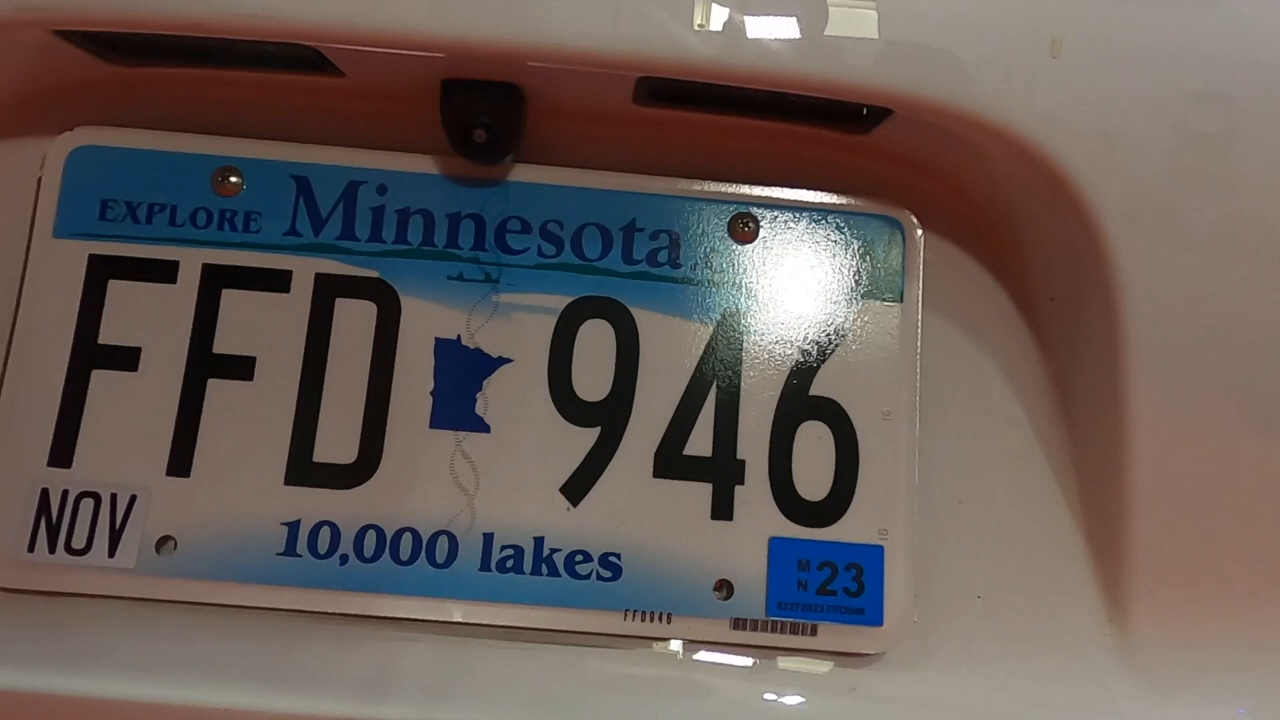 EXPLORE Minnesota
FFD 946
NOV
10,000 lakes
MN 23
FFD946